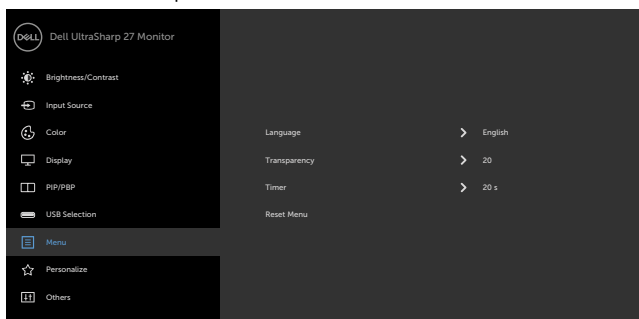 DELL Dell UltraSharp 27 Monitor
Brightness/Contrast
Input Source
Color
Display
PIP/PBP
USB Selection
Menu
Personalize
Others
Language English
Transparency 20
Timer 20 s
Reset Menu